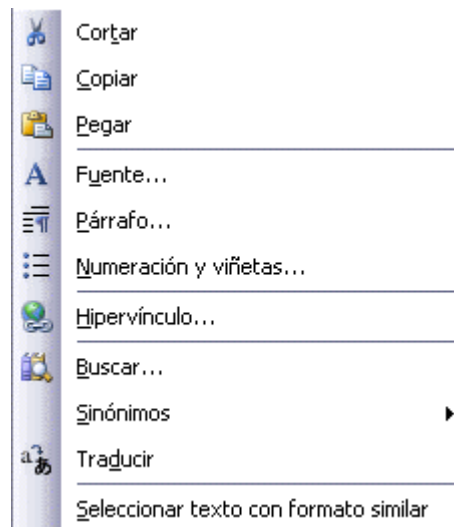 Cortar
Copiar
Pegar
Fuente...
Párrafo...
Numeración y viñetas...
Hipervínculo...
Buscar...
Sinónimos
Traducir
Seleccionar texto con formato similar